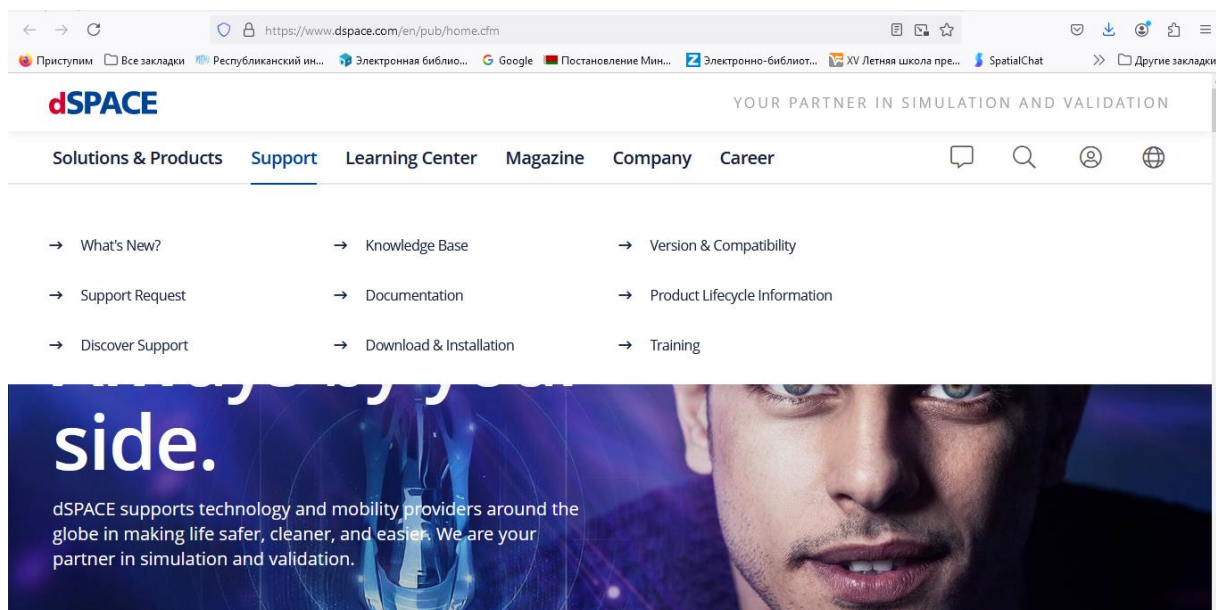 https://www.dspace.com/en/pub/home.cfm
Приступим Все закладки Республиканский ин... Электронная библио... Google Постановление Мин... Электронно-библиот... XV Летняя школа пре... SpatialChat Другие закладки
dSPACE YOUR PARTNER IN SIMULATION AND VALIDATION
Solutions & Products Support Learning Center Magazine Company Career
→ What's New? → Knowledge Base → Version & Compatibility
→ Support Request → Documentation → Product Lifecycle Information
→ Discover Support → Download & Installation → Training
Always by your
side.
dSPACE supports technology and mobility providers around the
globe in making life safer, cleaner, and easier. We are your
partner in simulation and validation.